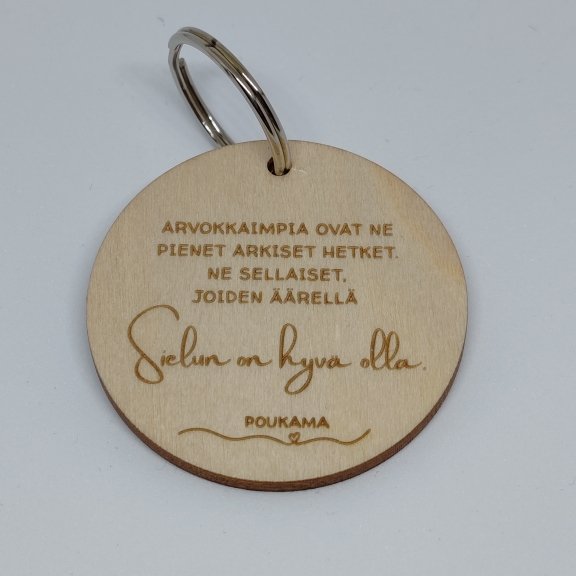 ARVOKKAIMPIA OVAT NE
PIENET ARKISET HETKET.
NE SELLAISET,
JOIDEN ÄÄRELLÄ
Sielun on hyvä olla.
POUKAMA